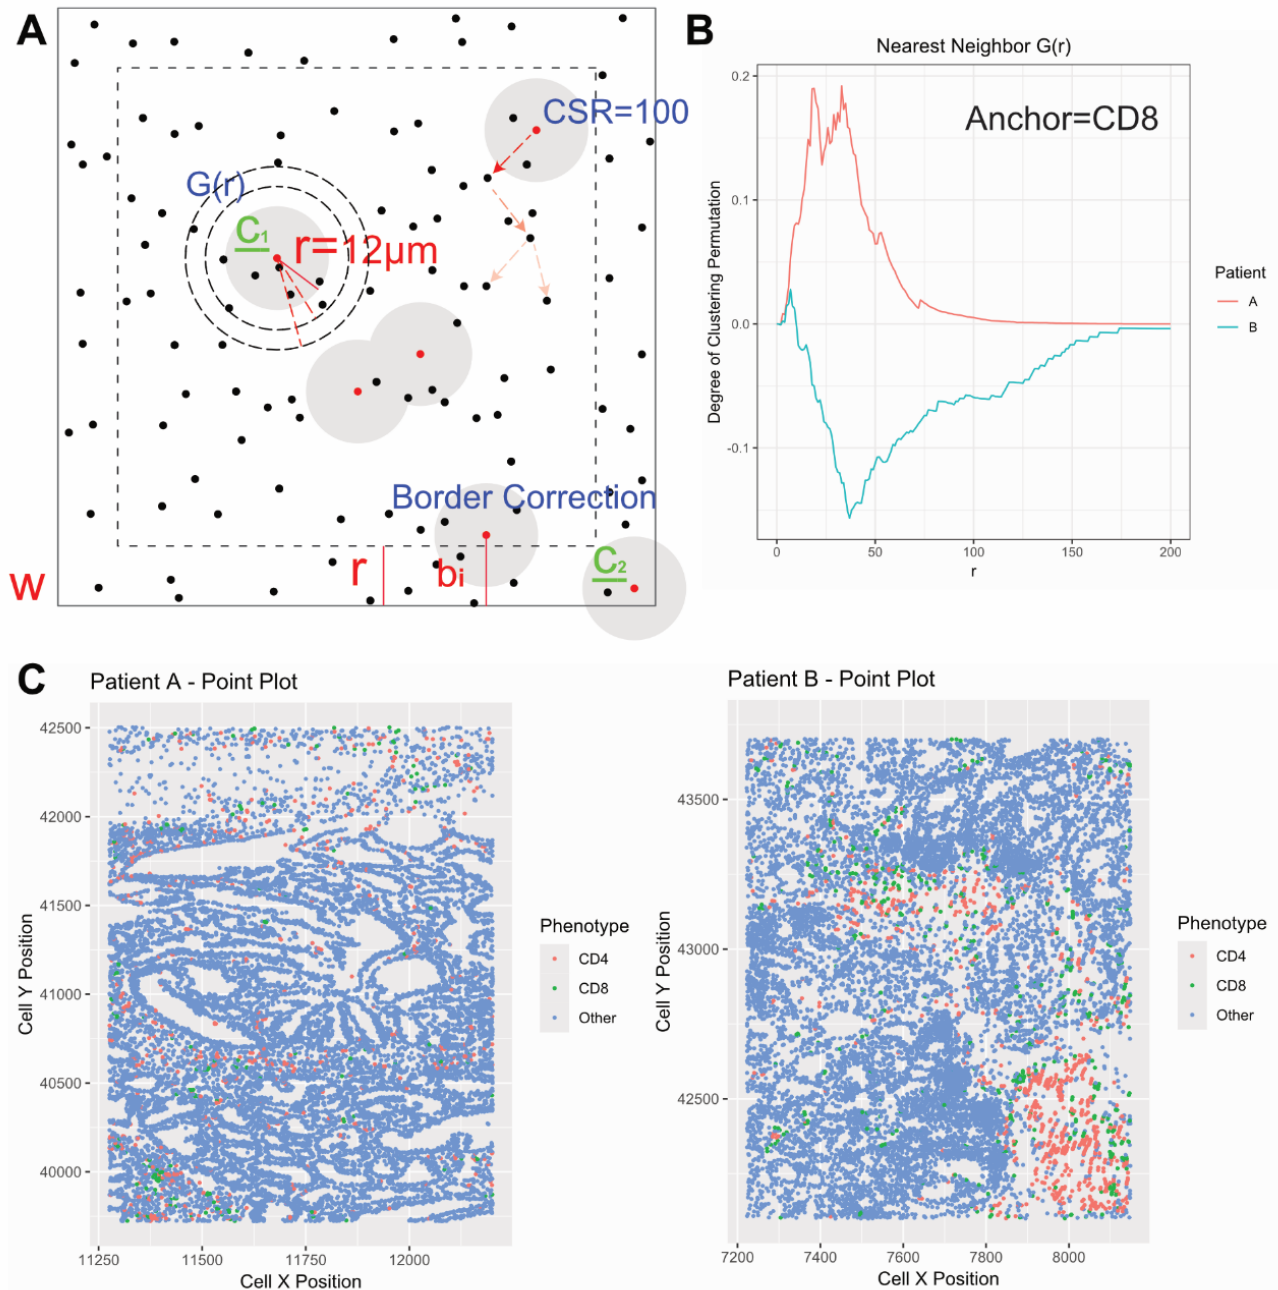 A
CSR=100
G(r)
C1
r=12µm
Border Correction
r
bi
C2
W
B
Nearest Neighbor G(r)
Anchor=CD8
0.2
0.1
0.0
-0.1
Degree of Clustering Permutation
0 50 100 150 200
r
Patient
A
B
C
Patient A - Point Plot
42500
42000
41500
41000
40500
40000
Cell Y Position
11250 11500 11750 12000
Cell X Position
Phenotype
CD4
CD8
Other
Patient B - Point Plot
43500
43000
42500
Cell Y Position
7200 7400 7600 7800 8000
Cell X Position
Phenotype
CD4
CD8
Other